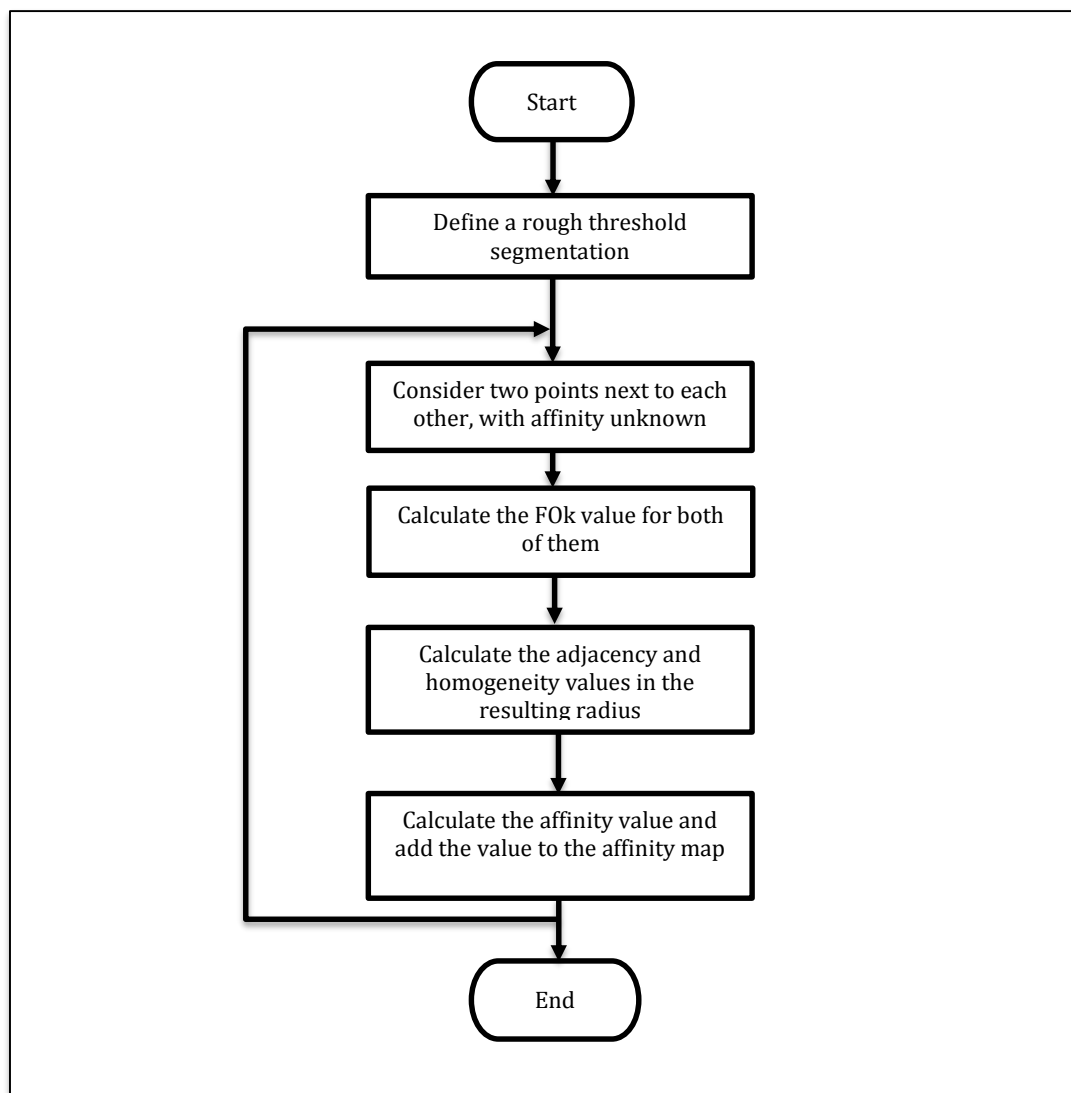 Start
Define a rough threshold
segmentation
Consider two points next to each
other, with affinity unknown
Calculate the FOk value for both
of them
Calculate the adjacency and
homogeneity values in the
resulting radius
Calculate the affinity value and
add the value to the affinity map
End